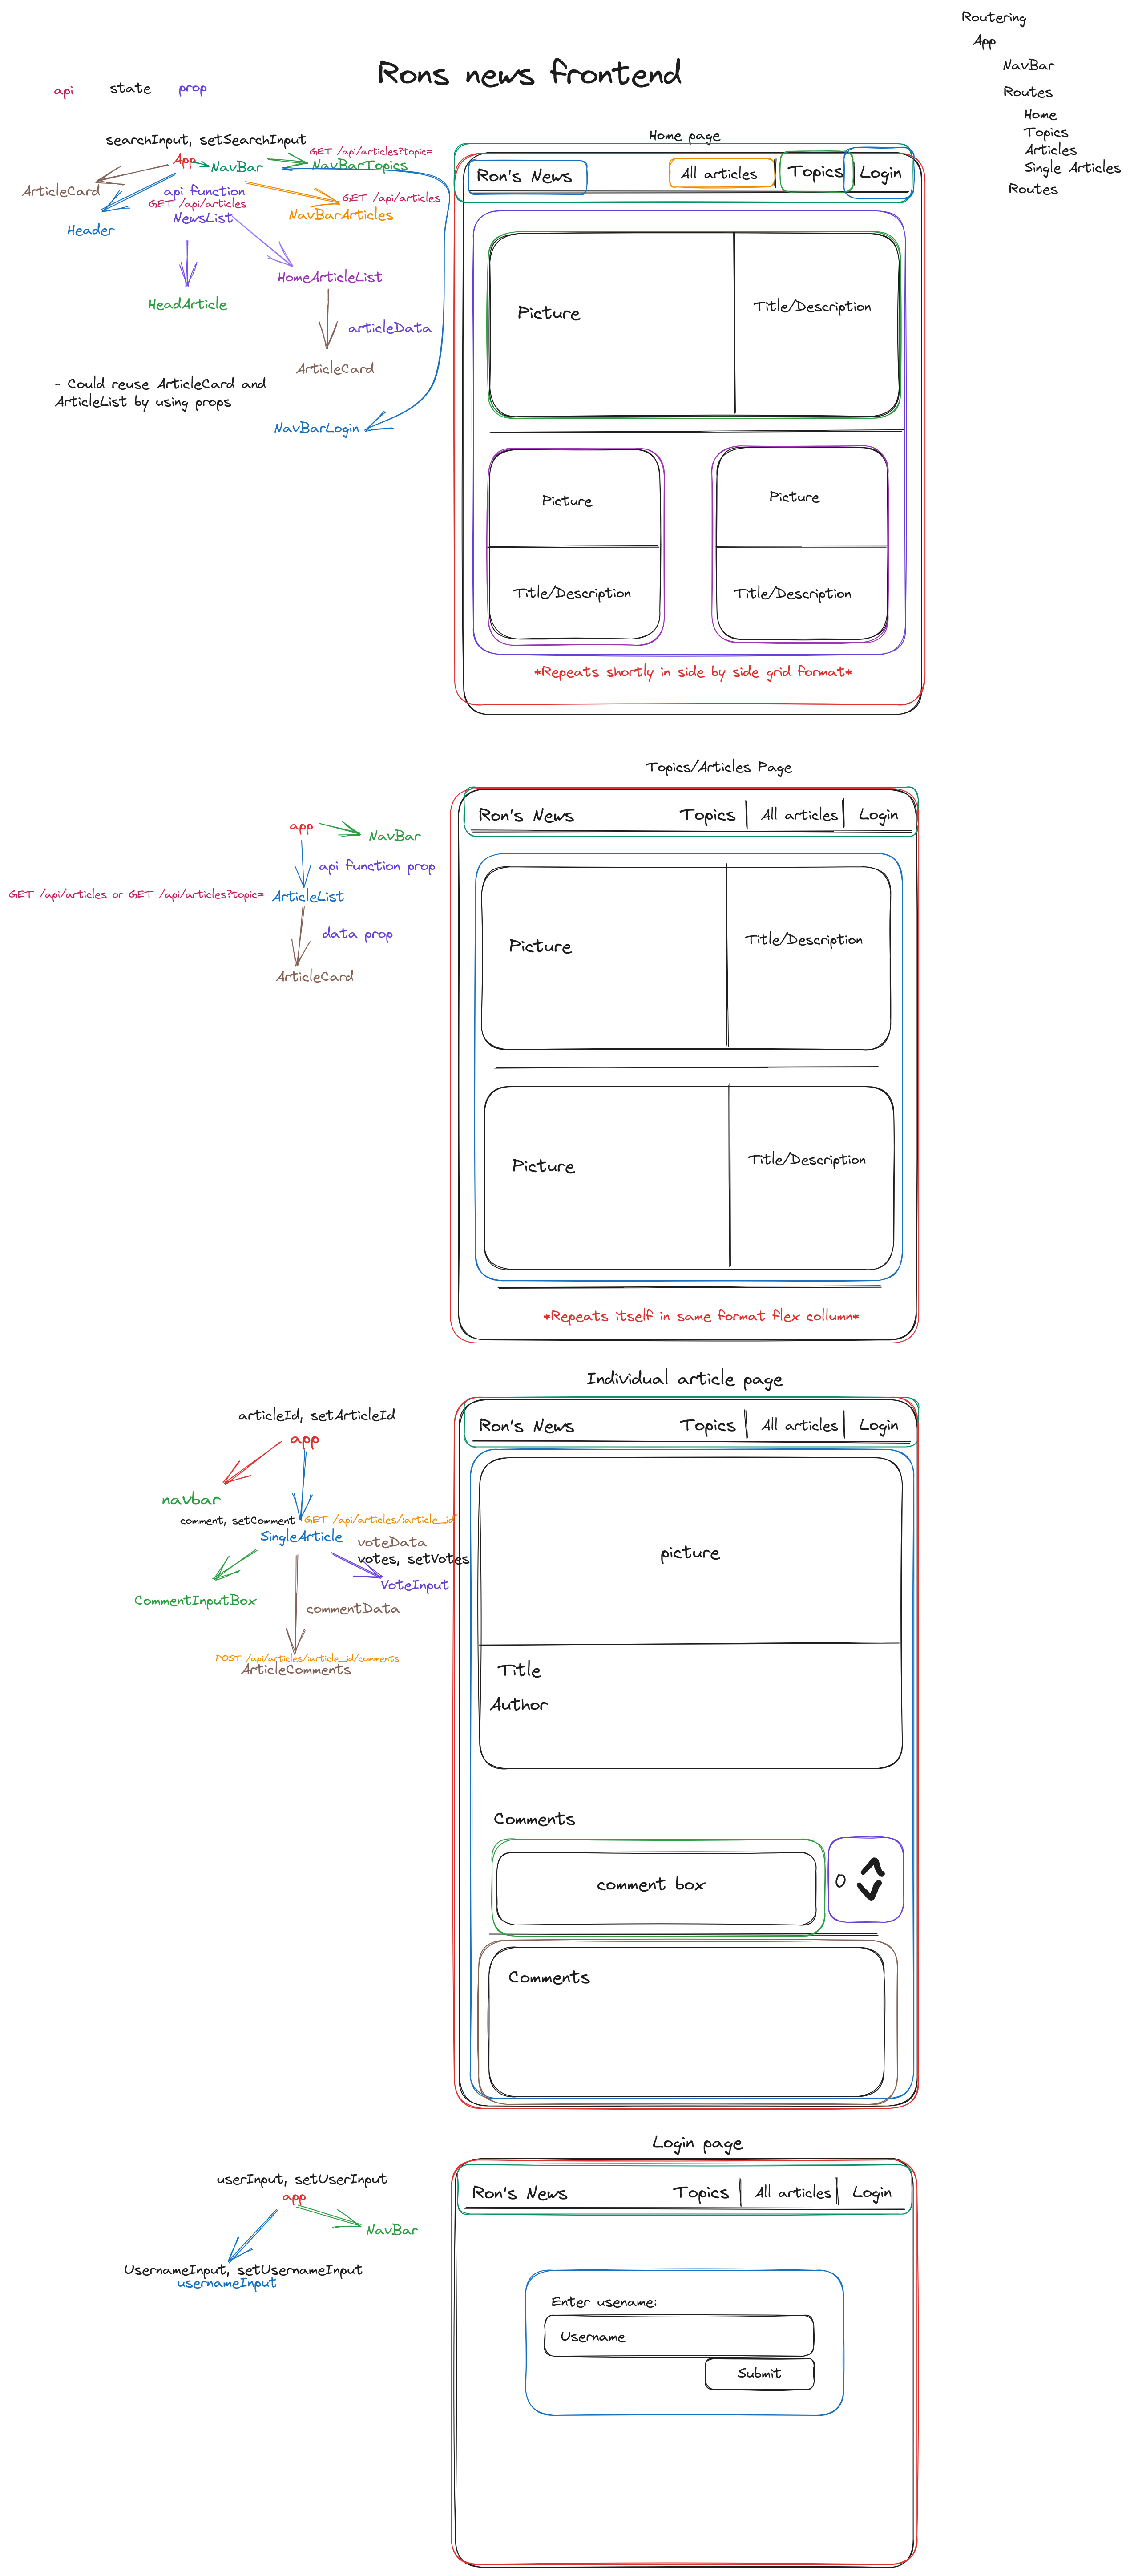 Routering
App
NavBar
Routes
Home
Topics
Articles
Single Articles
Routes
Rons news frontend
api
state
prop
searchInput, setSearchInput
App
NavBar
GET /api/articles?topic=
NavBarTopics
ArticleCard
api function
GET /api/articles
NewsList
GET /api/articles
NavBarArticles
Header
HomeArticleList
HeadArticle
articleData
ArticleCard
- Could reuse ArticleCard and
ArticleList by using props
NavBarLogin
Home page
Ron's News
All articles
Topics
Login
Picture
Title/Description
Picture
Picture
Title/Description
Title/Description
*Repeats shortly in side by side grid format*
Topics/Articles Page
app
NavBar
api function prop
GET /api/articles or GET /api/articles?topic=
ArticleList
data prop
ArticleCard
Ron's News
Topics
All articles
Login
Picture
Title/Description
Picture
Title/Description
*Repeats itself in same format flex collumn*
Individual article page
articleId, setArticleId
app
navbar
comment, setComment
GET /api/articles/:article_id
SingleArticle
voteData
votes, setVotes
VoteInput
CommentInputBox
commentData
POST /api/articles/:article_id/comments
ArticleComments
Ron's News
Topics
All articles
Login
picture
Title
Author
Comments
comment box
0
Comments
Login page
userInput, setUserInput
app
NavBar
UsernameInput, setUsernameInput
usernameInput
Ron's News
Topics
All articles
Login
Enter usename:
Username
Submit